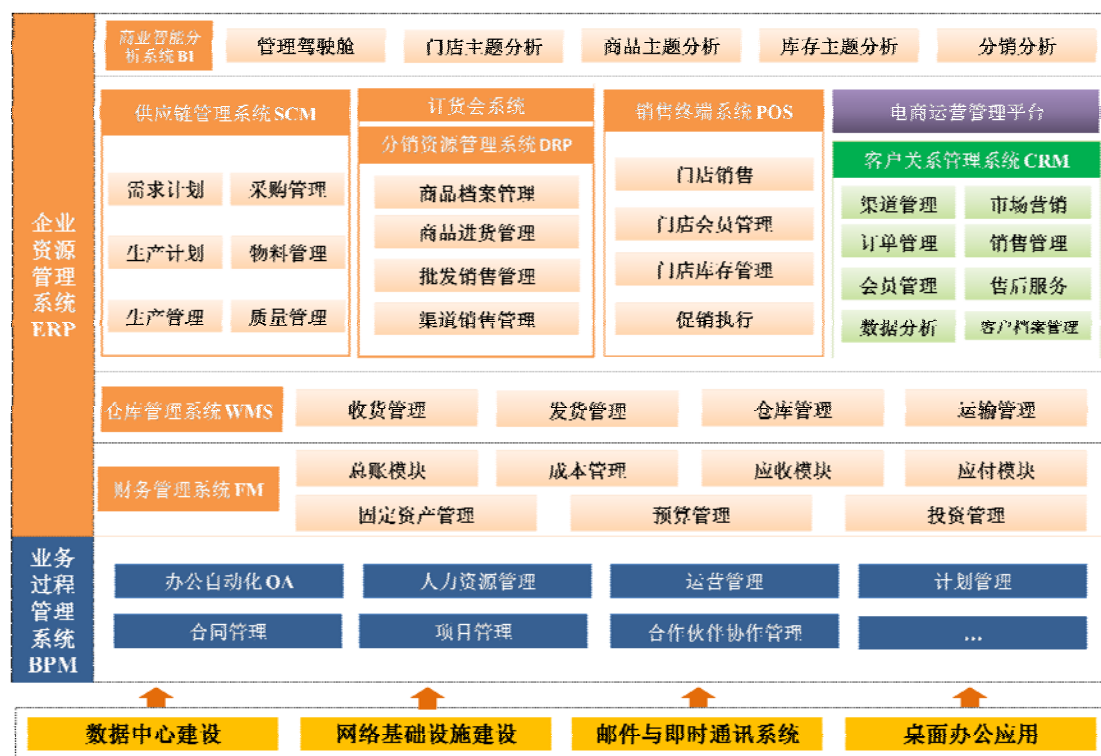 商业智能分
析系统BI
管理驾驶舱
门店主题分析
商品主题分析
库存主题分析
分销分析
企业
资源
管理
系统
ERP
供应链管理系统SCM
需求计划
采购管理
生产计划
物料管理
生产管理
质量管理
订货会系统
分销资源管理系统DRP
商品档案管理
商品进货管理
批发销售管理
渠道销售管理
销售终端系统POS
门店销售
门店会员管理
门店库存管理
促销执行
电商运营管理平台
客户关系管理系统CRM
渠道管理
市场营销
订单管理
销售管理
会员管理
售后服务
数据分析
客户档案管理
仓库管理系统WMS
收货管理
发货管理
仓库管理
运输管理
财务管理系统FM
总账模块
成本管理
应收模块
应付模块
固定资产管理
预算管理
投资管理
业务
过程
管理
系统
BPM
办公自动化OA
人力资源管理
运营管理
计划管理
合同管理
项目管理
合作伙伴协作管理
...
数据中心建设
网络基础设施建设
邮件与即时通讯系统
桌面办公应用